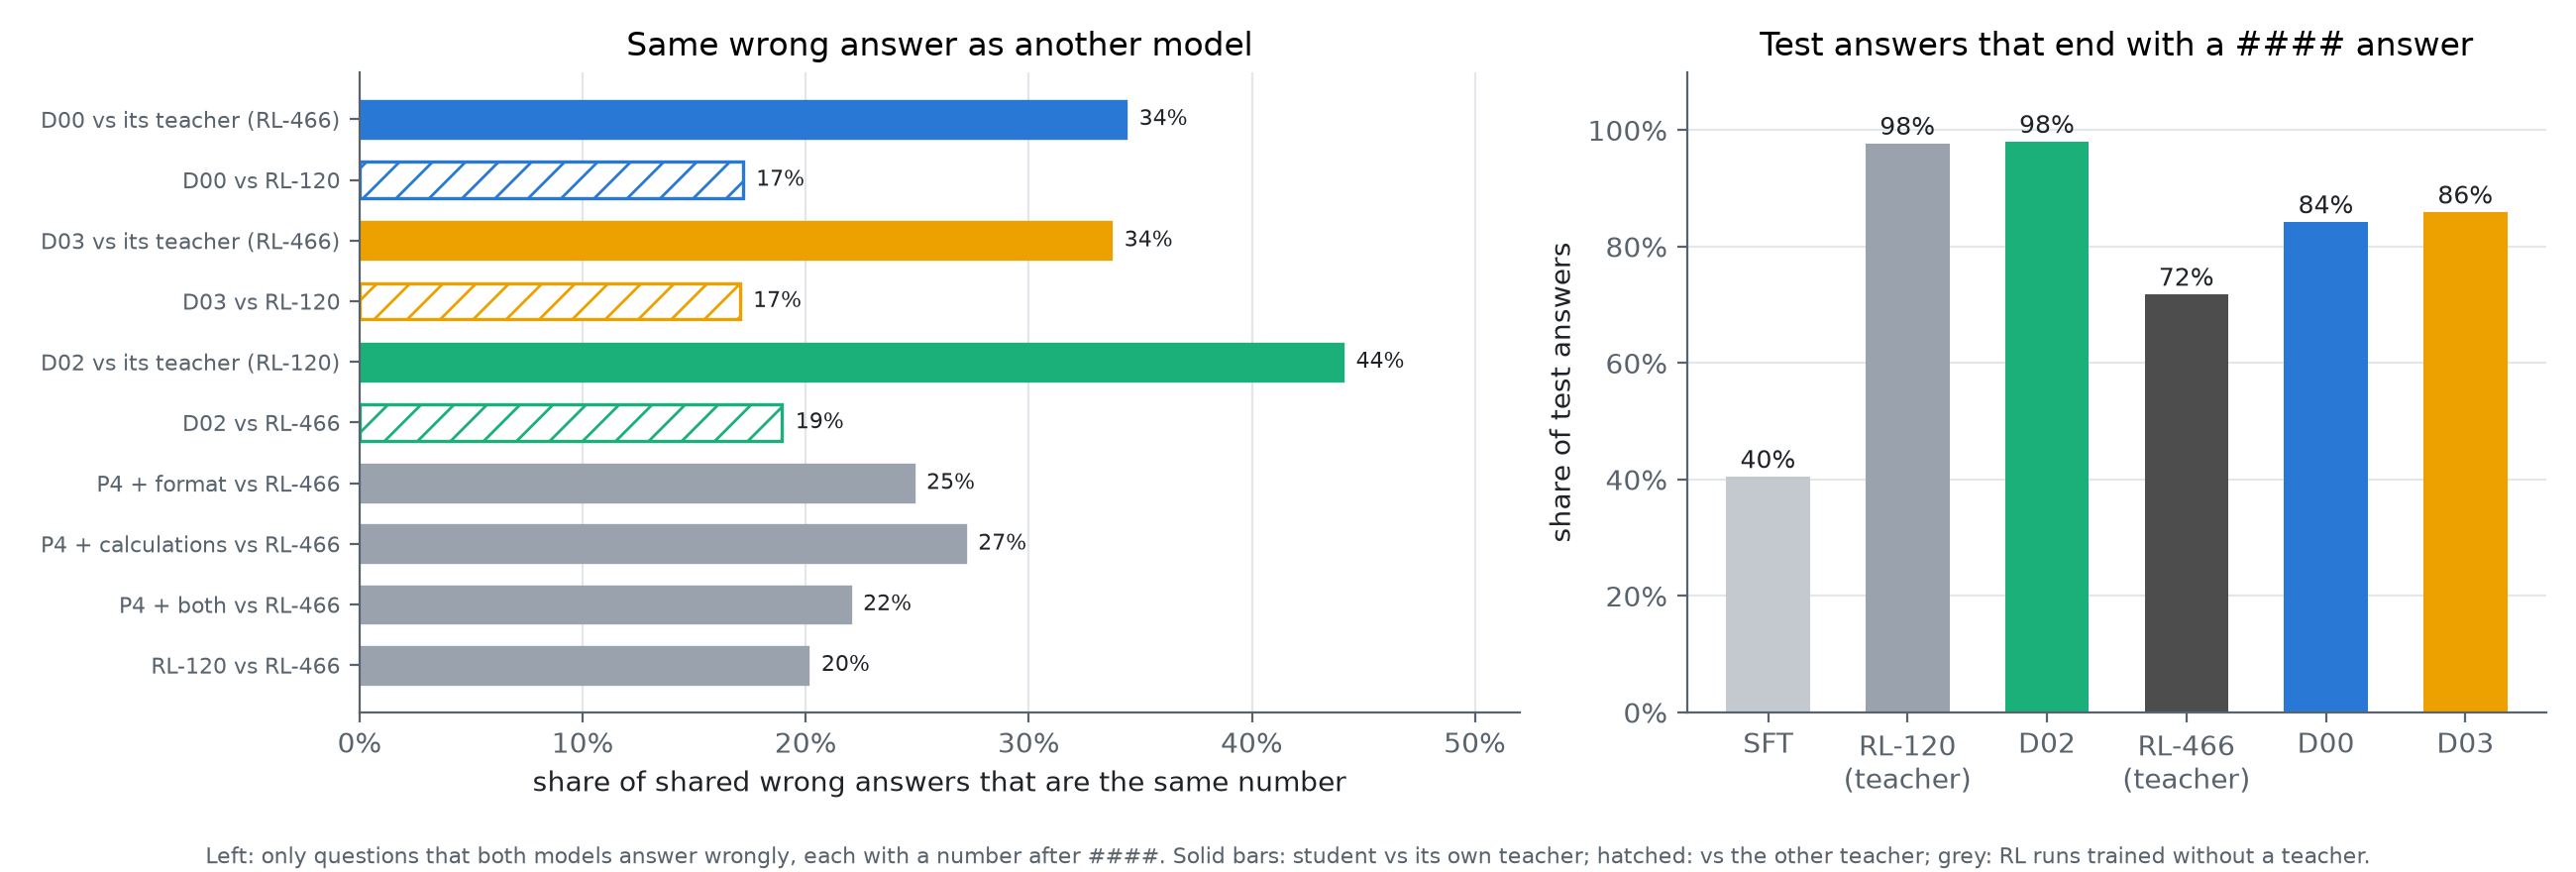 Same wrong answer as another model
D00 vs its teacher (RL-466)
34%
D00 vs RL-120
17%
D03 vs its teacher (RL-466)
34%
D03 vs RL-120
17%
D02 vs its teacher (RL-120)
44%
D02 vs RL-466
19%
P4 + format vs RL-466
25%
P4 + calculations vs RL-466
27%
P4 + both vs RL-466
22%
RL-120 vs RL-466
20%
0% 10% 20% 30% 40% 50%
share of shared wrong answers that are the same number
Test answers that end with a #### answer
share of test answers
100%
80%
60%
40%
20%
0%
40%
98%
98%
72%
84%
86%
SFT
RL-120
(teacher)
D02
RL-466
(teacher)
D00
D03
Left: only questions that both models answer wrongly, each with a number after ####. Solid bars: student vs its own teacher; hatched: vs the other teacher; grey: RL runs trained without a teacher.